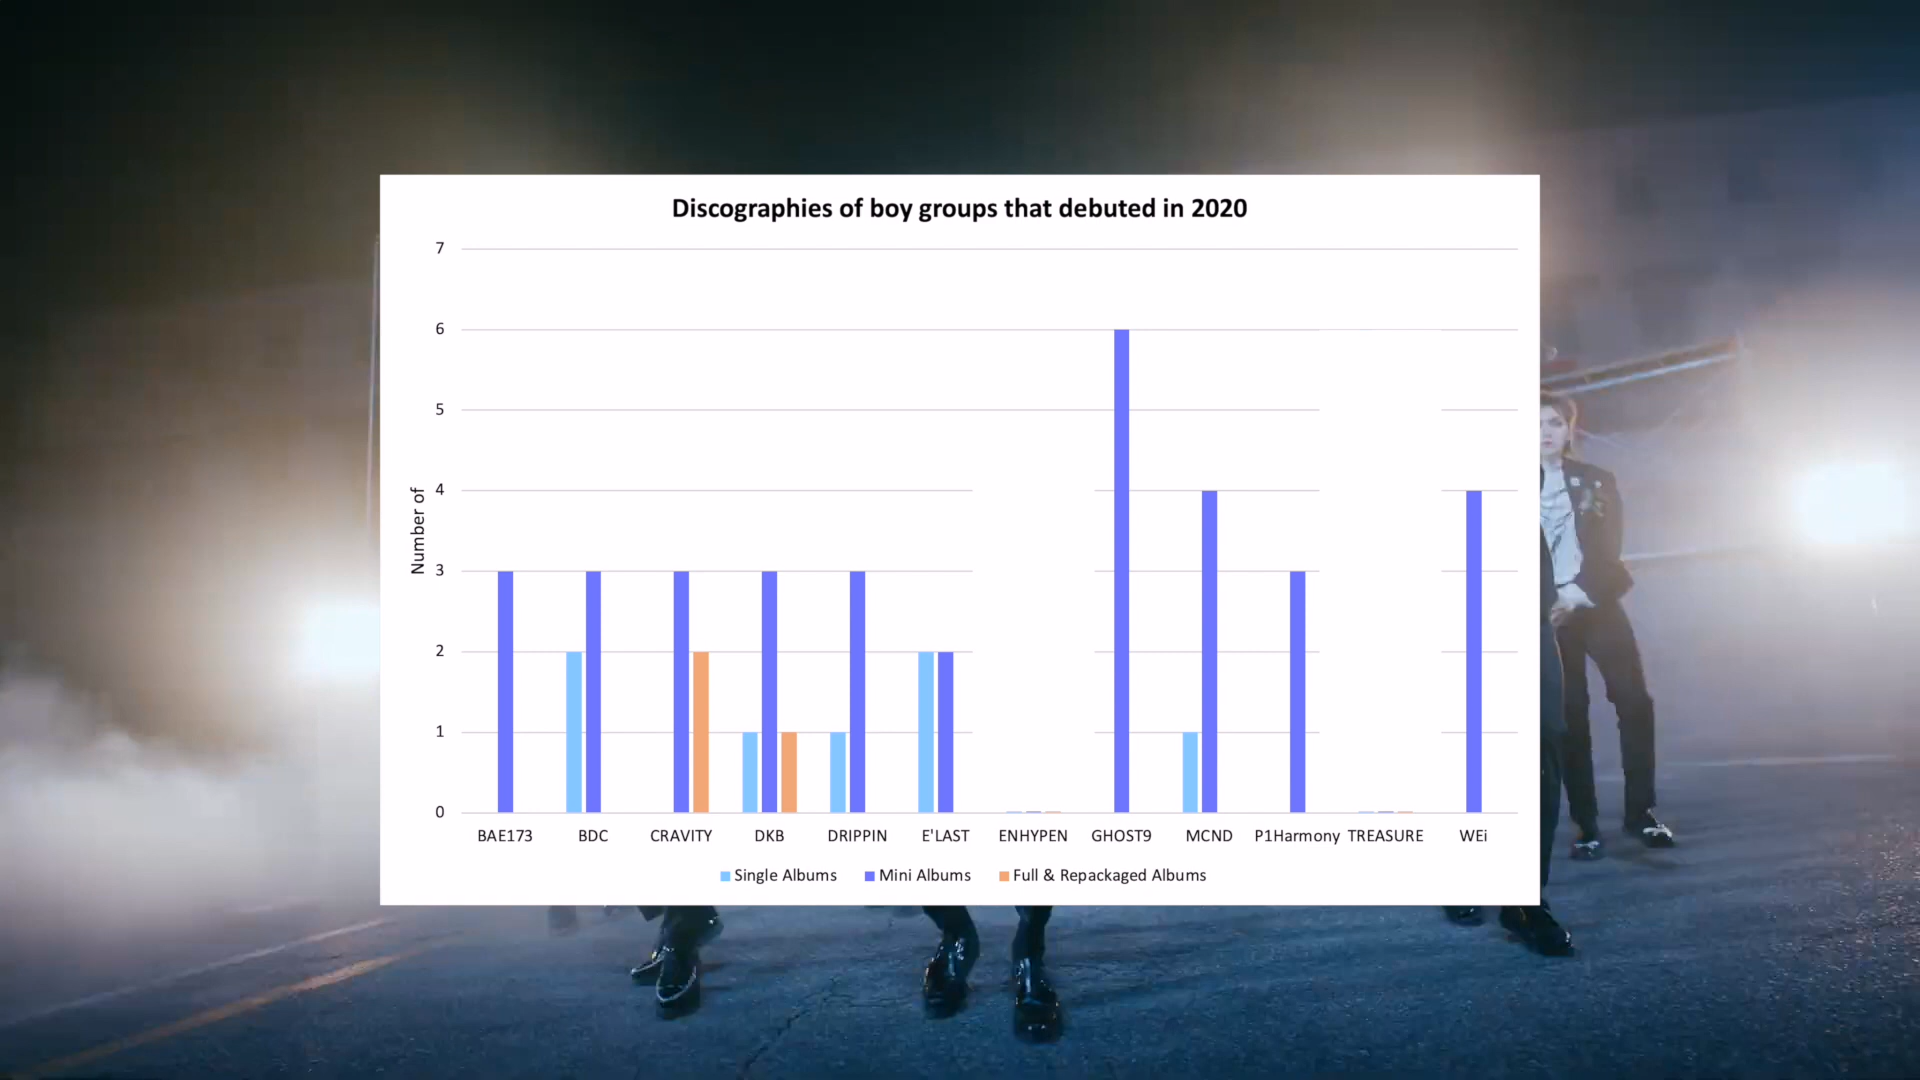 Discographies of boy groups that debuted in 2020
7
6
5
4
3
2
1
0
Number of
BAE173 BDC CRAVITY DKB DRIPPIN E'LAST ENHYPEN GHOST9 MCND P1Harmony TREASURE WEi
Single Albums Mini Albums Full & Repackaged Albums